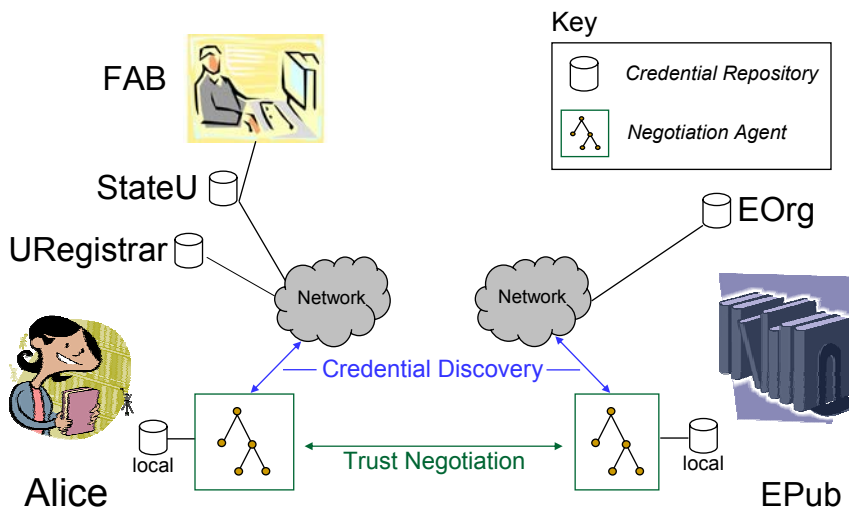 Key
FAB
Credential Repository
Negotiation Agent
StateU
EOrg
URegistrar
Network
Network
Credential Discovery
local
Trust Negotiation
local
Alice
EPub